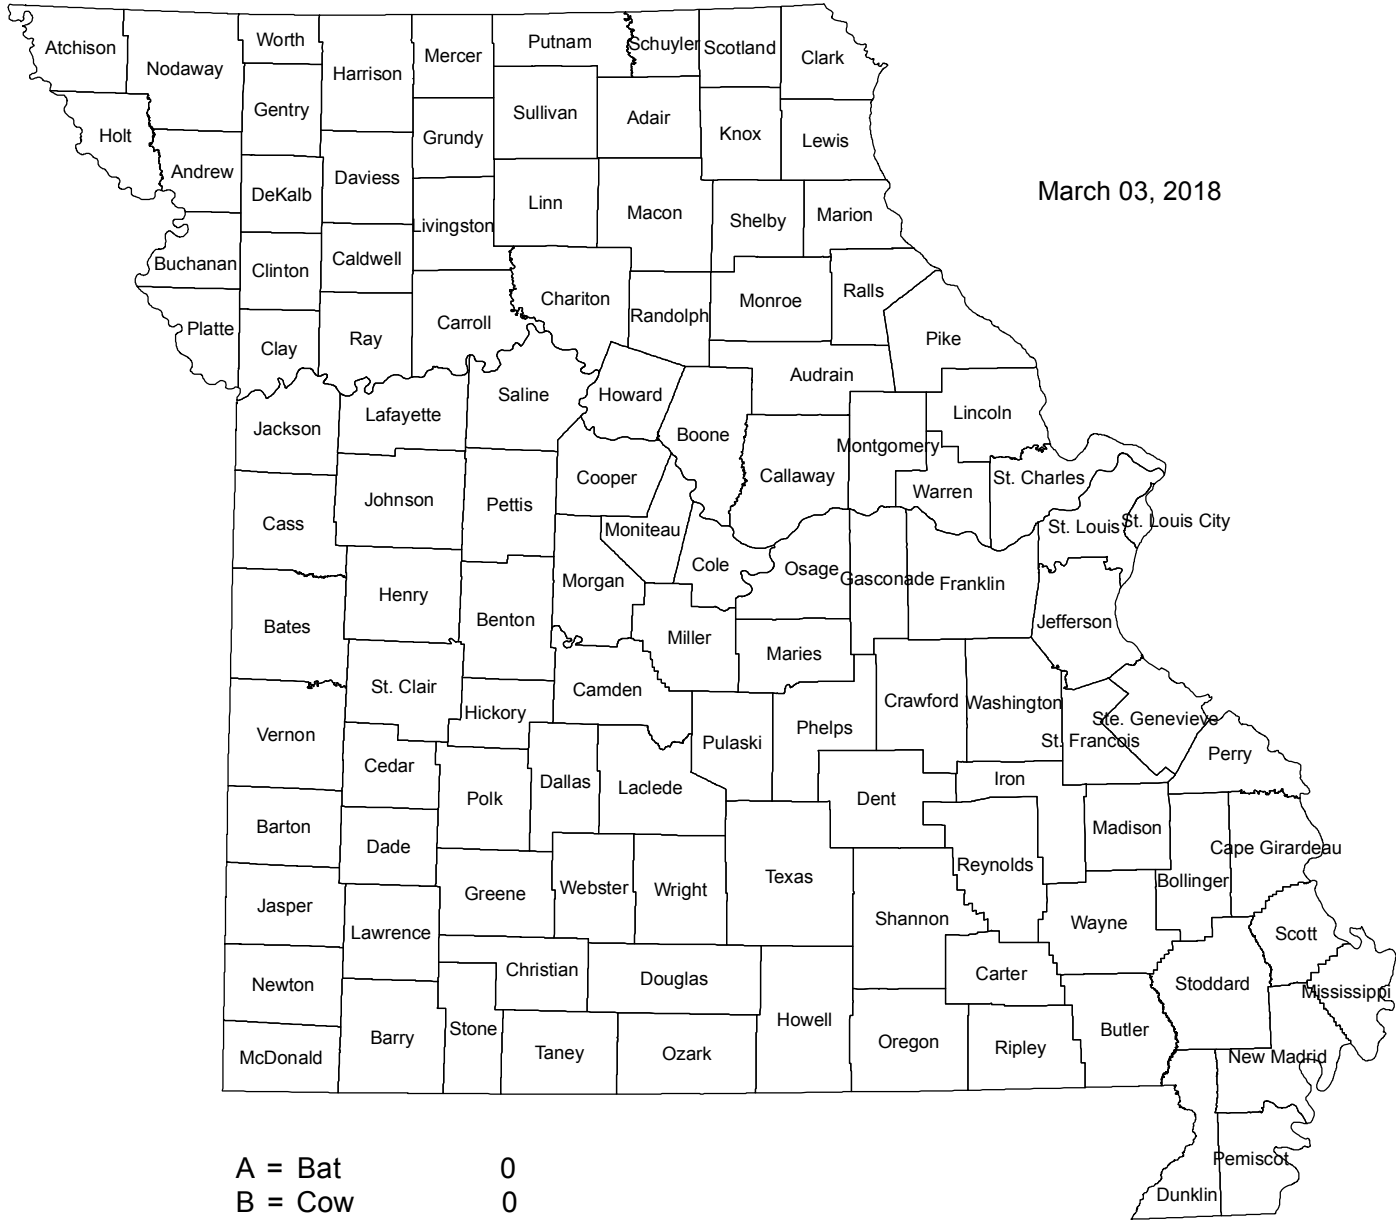 Atchison
Nodaway
Worth
Harrison
Mercer
Putnam
Schuyler
Scotland
Clark
Gentry
Sullivan
Adair
Grundy
Knox
Lewis
Holt
Andrew
DeKalb
Daviess
Livingston
Linn
Macon
Shelby
Marion
March 03, 2018
Buchanan
Clinton
Caldwell
Chariton
Randolph
Monroe
Ralls
Platte
Clay
Ray
Carroll
Pike
Audrain
Saline
Howard
Lafayette
Jackson
Boone
Lincoln
Montgomery
Callaway
Cooper
Johnson
Pettis
Warren
St. Charles
Cass
Moniteau
St. Louis
St. Louis City
Cole
Osage
Gasconade
Franklin
Morgan
Henry
Benton
Bates
Miller
Maries
Jefferson
St. Clair
Camden
Hickory
Crawford
Washington
Ste. Genevieve
Vernon
Pulaski
Phelps
St. Francois
Perry
Cedar
Dallas
Laclede
Iron
Polk
Dent
Barton
Dade
Madison
Cape Girardeau
Reynolds
Texas
Bollinger
Greene
Webster
Wright
Jasper
Shannon
Wayne
Lawrence
Scott
Christian
Douglas
Carter
Newton
Stoddard
Mississippi
Howell
Stone
Barry
Butler
McDonald
Taney
Ozark
Oregon
Ripley
New Madrid
Pemiscot
Dunklin
A = Bat 0
B = Cow 0